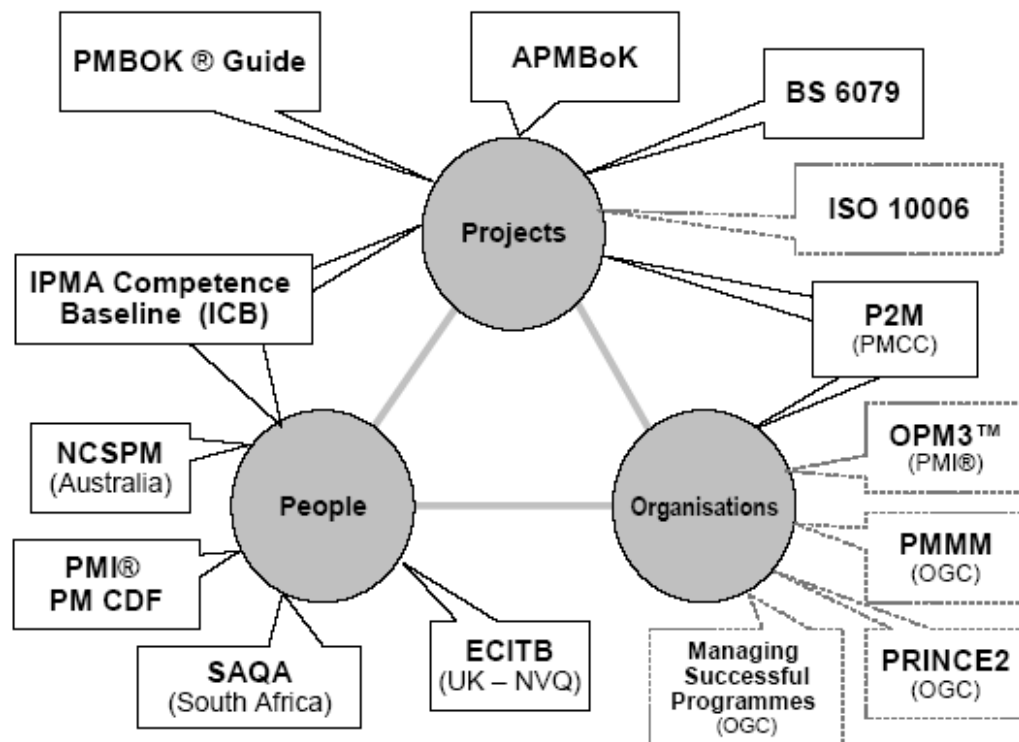 PMBOK ® Guide
APMBoK
BS 6079
ISO 10006
Projects
IPMA Competence
Baseline (ICB)
P2M
(PMCC)
NCSPM
(Australia)
OPM3™
(PMI®)
People
Organisations
PMI®
PM CDF
PMMM
(OGC)
SAQA
(South Africa)
ECITB
(UK – NVQ)
Managing
Successful
Programmes
(OGC)
PRINCE2
(OGC)